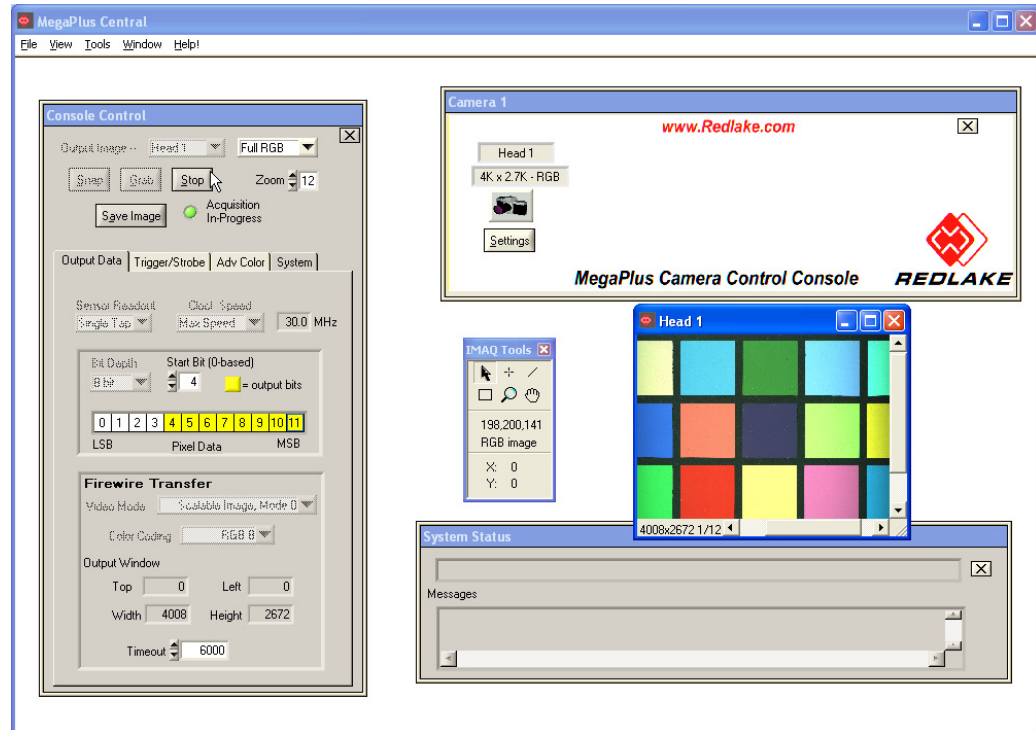 MegaPlus Central
File View Tools Window Help!
Console Control
Output Image -- Head 1 Full RGB
Snap Grab Stop Zoom 12
Save Image Acquisition In-Progress
Output Data Trigger/Strobe Adv Color System
Sensor Readout Clock Speed
Single Tap Max Speed 30.0 MHz
Bit Depth Start Bit (0-based)
8 bit 4 = output bits
0 1 2 3 4 5 6 7 8 9 10 11
LSB Pixel Data MSB
Firewire Transfer
Video Mode Scalable Image, Mode 0
Color Coding RGB 8
Output Window
Top 0 Left 0
Width 4008 Height 2672
Timeout 6000
Camera 1
www.Redlake.com
Head 1
4K x 2.7K - RGB
Settings
MegaPlus Camera Control Console
REDLAKE
IMAQ Tools
198,200,141
RGB image
X: 0
Y: 0
Head 1
4008x2672 1/12
System Status
Messages